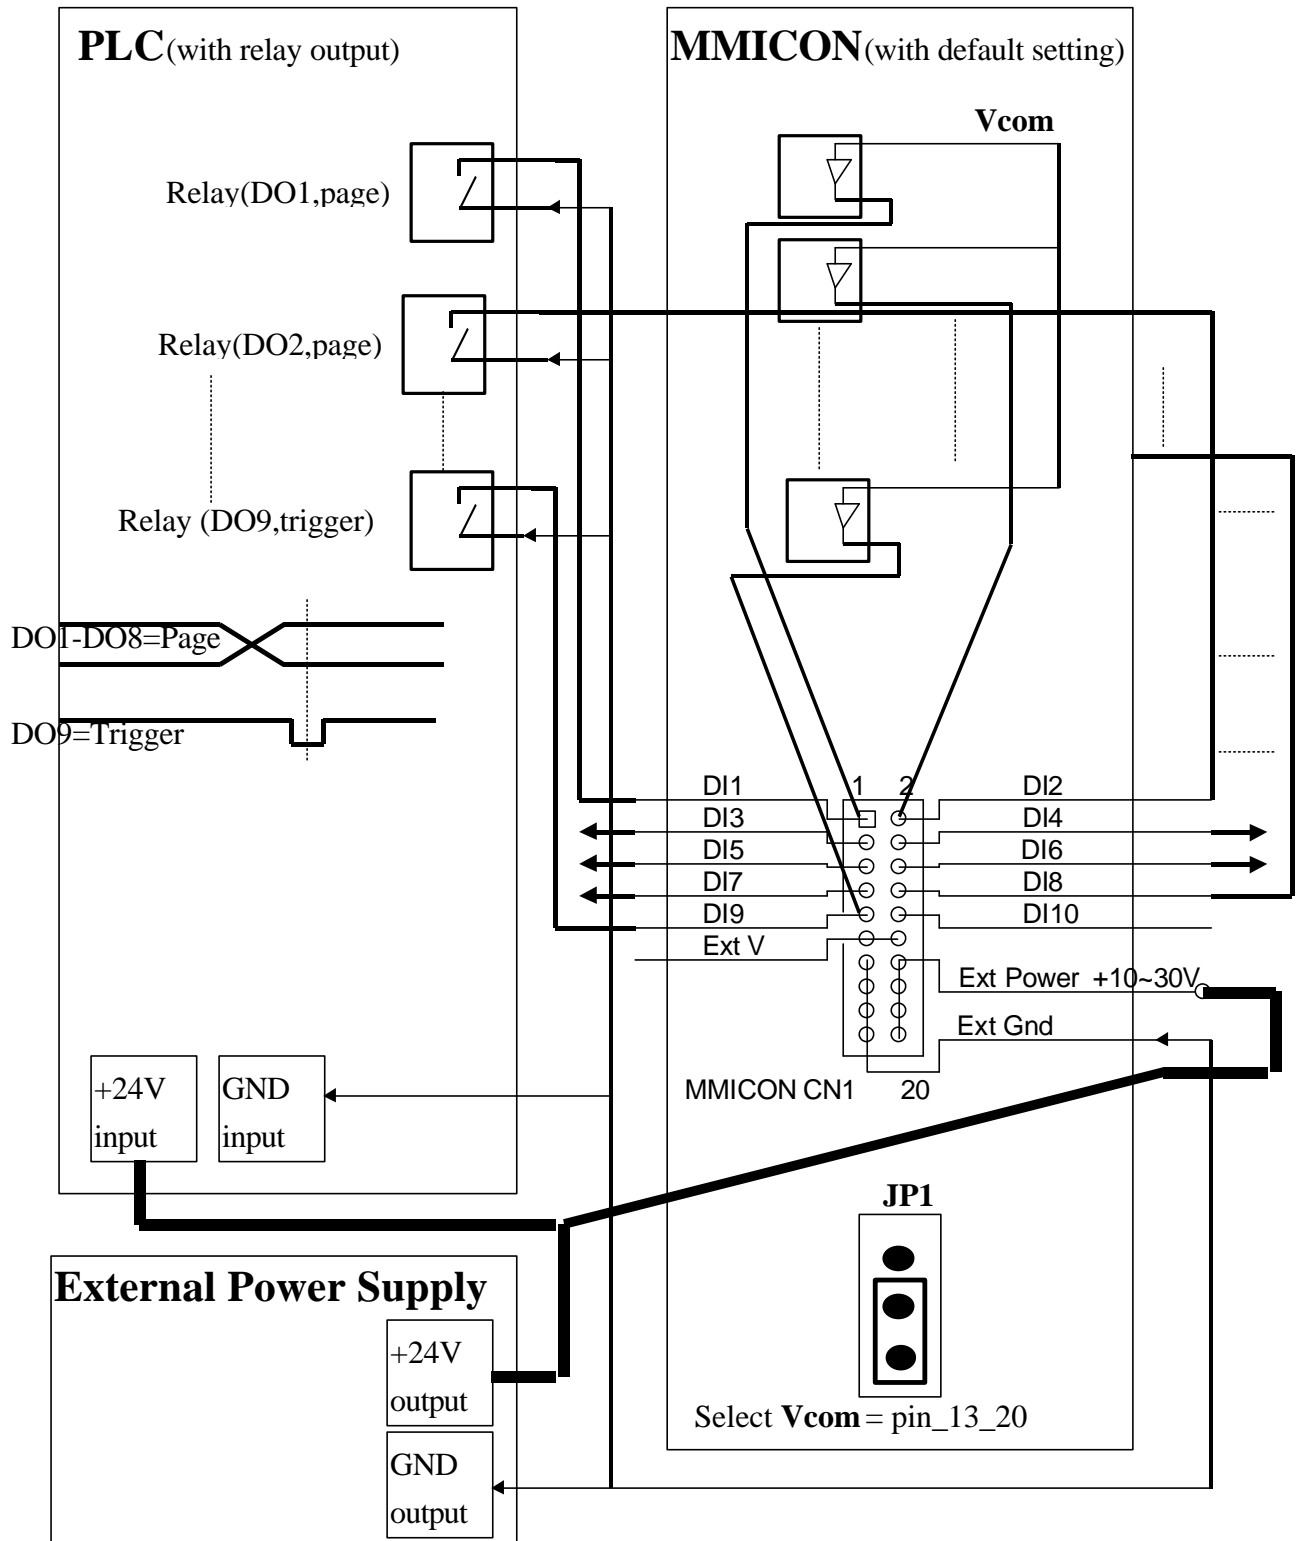 PLC(with relay output)
MMICON(with default setting)
Vcom
Relay(DO1,page)
Relay(DO2,page)
Relay (DO9,trigger)
DO1-DO8=Page
DO9=Trigger
DI1 1 2 DI2
DI3 DI4
DI5 DI6
DI7 DI8
DI9 DI10
Ext V
Ext Power +10~30V
Ext Gnd
MMICON CN1 20
+24V
input
GND
input
JP1
Select Vcom = pin_13_20
External Power Supply
+24V
output
GND
output